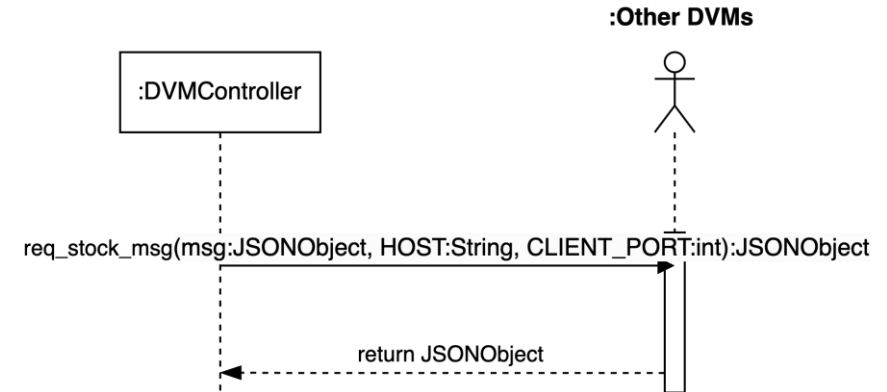 :Other DVMs
:DVMController
req_stock_msg(msg:JSONObject, HOST:String, CLIENT_PORT:int):JSONObject
return JSONObject